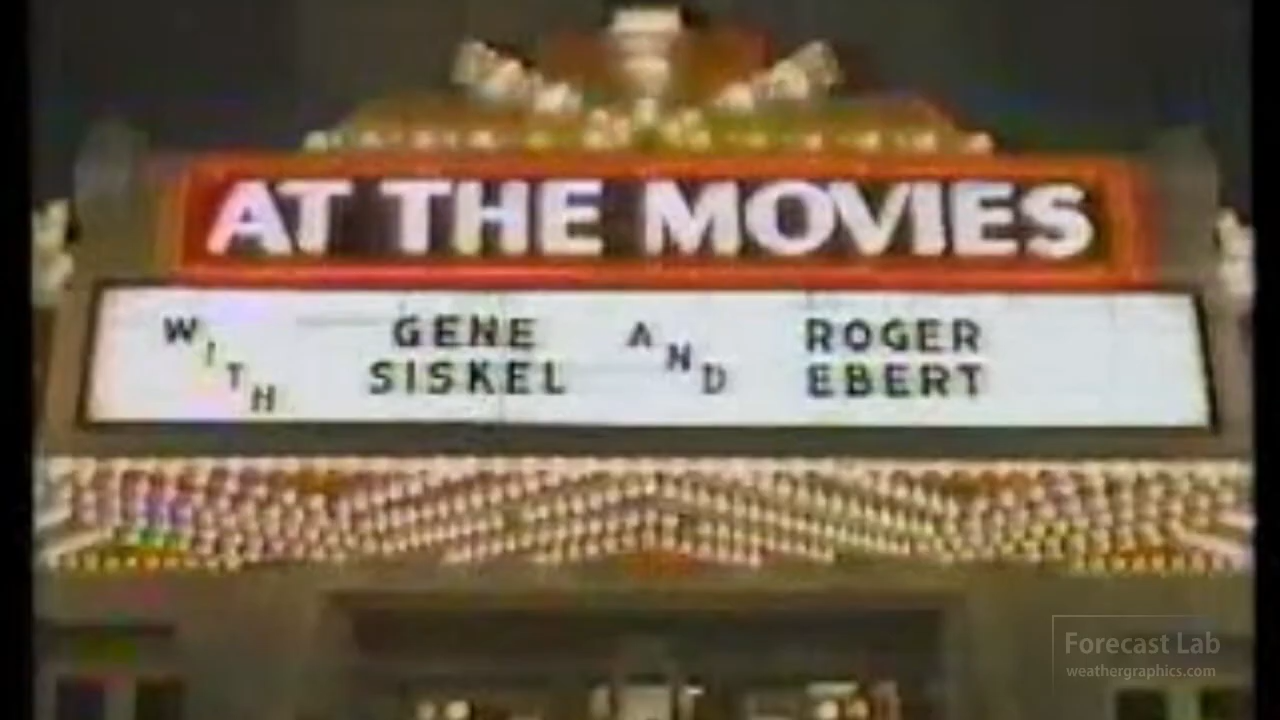 AT THE MOVIES
WITH GENE SISKEL AND ROGER EBERT
Forecast Lab
weathergraphics.com